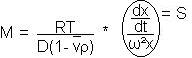 M = RT / D(1- v̅ρ) * dx/dt / ω²x = S